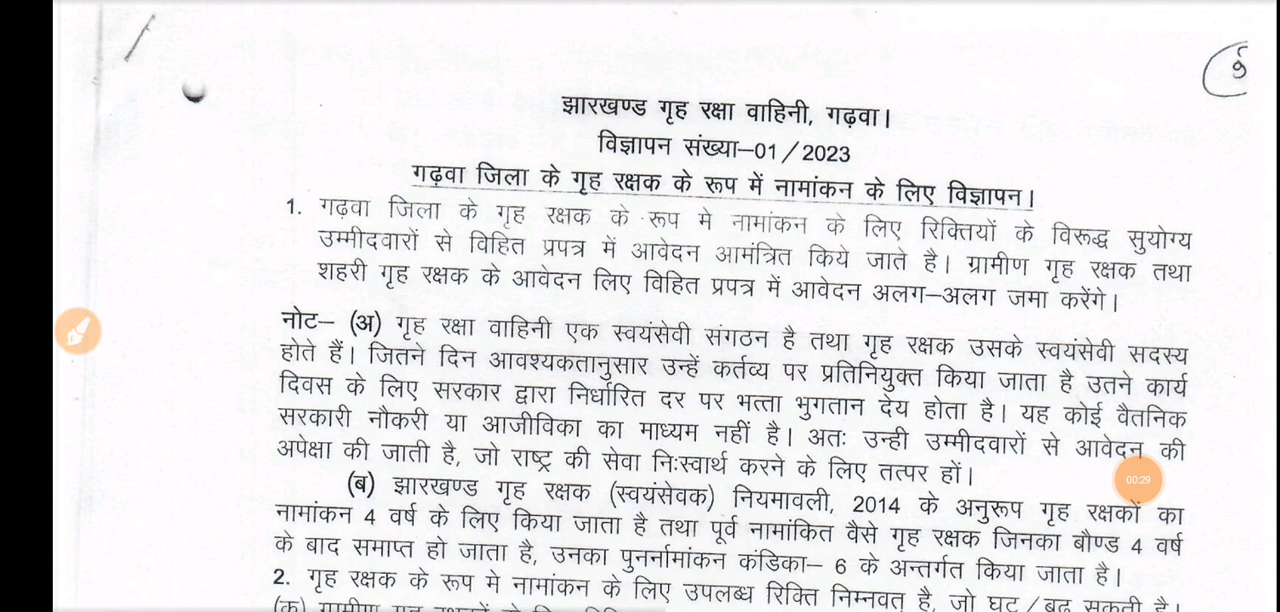 9
झारखण्ड गृह रक्षा वाहिनी, गढ़वा।
विज्ञापन संख्या–01/2023
गढ़वा जिला के गृह रक्षक के रूप में नामांकन के लिए विज्ञापन।
1. गढ़वा जिला के गृह रक्षक के रूप मे नामांकन के लिए रिक्तियों के विरूद्ध सुयोग्य
उम्मीदवारों से विहित प्रपत्र में आवेदन आमंत्रित किये जाते है। ग्रामीण गृह रक्षक तथा
शहरी गृह रक्षक के आवेदन लिए विहित प्रपत्र में आवेदन अलग–अलग जमा करेंगे।
नोट– (अ) गृह रक्षा वाहिनी एक स्वयंसेवी संगठन है तथा गृह रक्षक उसके स्वयंसेवी सदस्य
होते हैं। जितने दिन आवश्यकतानुसार उन्हें कर्तव्य पर प्रतिनियुक्त किया जाता है उतने कार्य
दिवस के लिए सरकार द्वारा निर्धारित दर पर भत्ता भुगतान देय होता है। यह कोई वैतनिक
सरकारी नौकरी या आजीविका का माध्यम नहीं है। अतः उन्ही उम्मीदवारों से आवेदन की
अपेक्षा की जाती है, जो राष्ट्र की सेवा निःस्वार्थ करने के लिए तत्पर हों।
00:29
(ब) झारखण्ड गृह रक्षक (स्वयंसेवक) नियमावली, 2014 के अनुरूप गृह रक्षकों का
नामांकन 4 वर्ष के लिए किया जाता है तथा पूर्व नामांकित वैसे गृह रक्षक जिनका बौण्ड 4 वर्ष
के बाद समाप्त हो जाता है, उनका पुनर्नामांकन कंडिका– 6 के अन्तर्गत किया जाता है।
2. गृह रक्षक के रूप मे नामांकन के लिए उपलब्ध रिक्ति निम्नवत् है, जो घट/बढ़ सकती है।
(क) ग्रामीण गृह रक्षकों